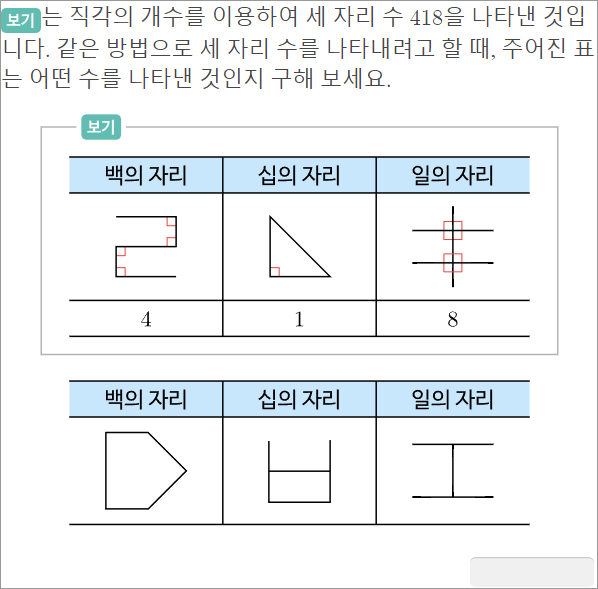 보기는 직각의 개수를 이용하여 세 자리 수 418을 나타낸 것입
니다. 같은 방법으로 세 자리 수를 나타내려고 할 때, 주어진 표
는 어떤 수를 나타낸 것인지 구해 보세요.
보기
백의 자리 십의 자리 일의 자리
4 1 8
백의 자리 십의 자리 일의 자리